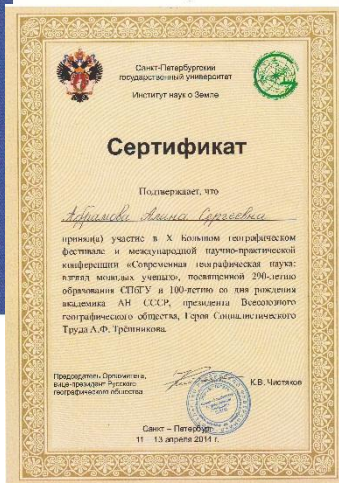 Санкт-Петербургский
государственный университет
Институт наук о Земле
Сертификат
Подтверждает, что
Абрамова Алина Сергеевна
принял(а) участие в X Большом географическом
фестивале и международной научно-практической
конференции «Современная географическая наука:
взгляд молодых ученых», посвященной 290-летию
образования СПбГУ и 100-летию со дня рождения
академика АН СССР, президента Всесоюзного
географического общества, Героя Социалистического
Труда А.Ф. Трёшникова.
Председатель Оргкомитета,
вице-президент Русского
географического общества
К.В. Чистяков
Санкт – Петербург
11 – 13 апреля 2014 г.